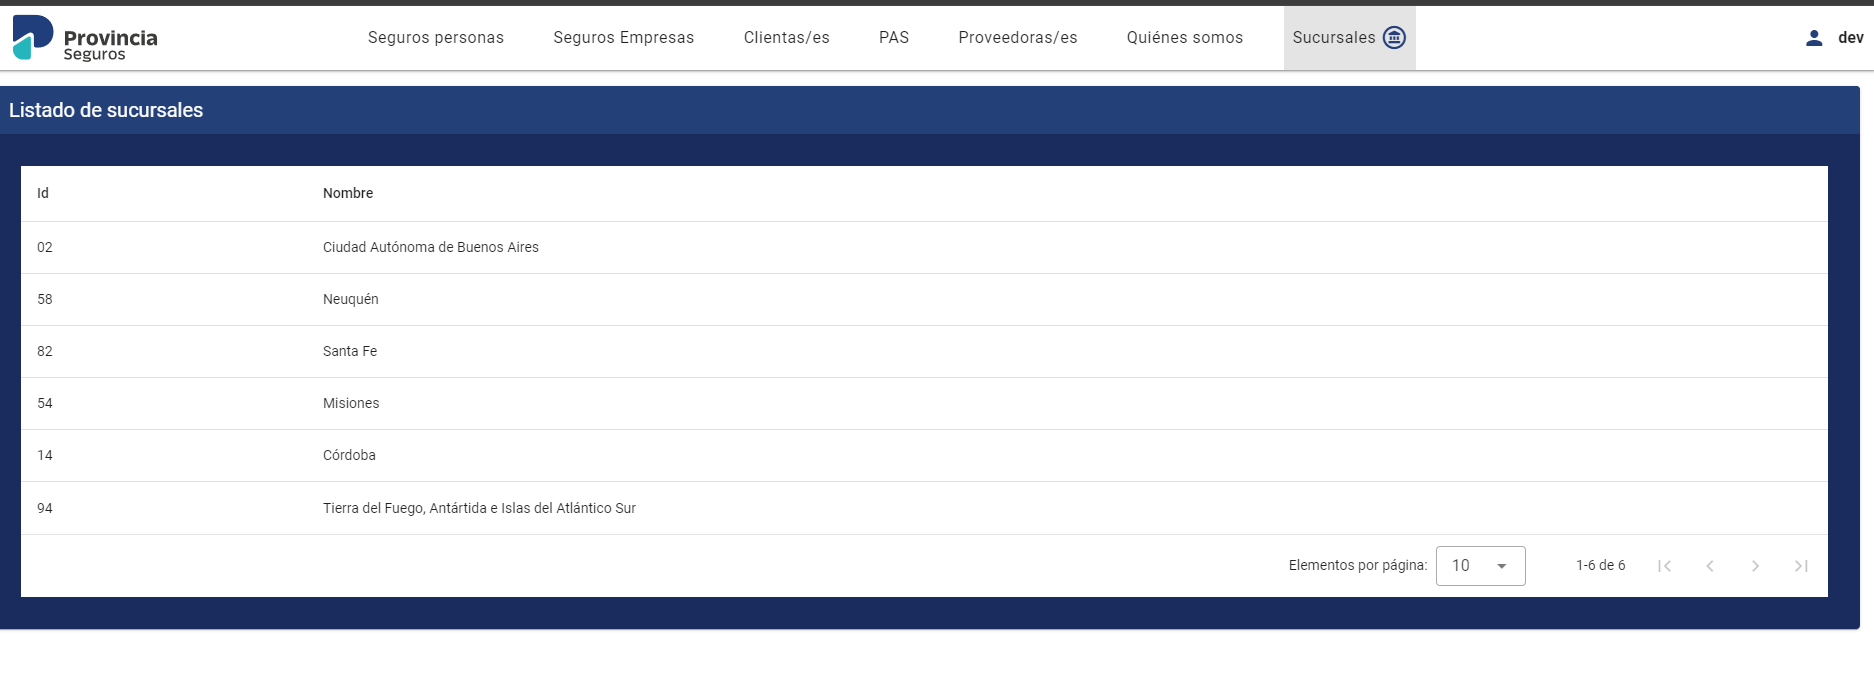 Provincia
Seguros
Seguros personas Seguros Empresas Clientas/es PAS Proveedoras/es Quiénes somos Sucursales dev
Listado de sucursales
Id Nombre
02 Ciudad Autónoma de Buenos Aires
58 Neuquén
82 Santa Fe
54 Misiones
14 Córdoba
94 Tierra del Fuego, Antártida e Islas del Atlántico Sur
Elementos por página: 10 1-6 de 6